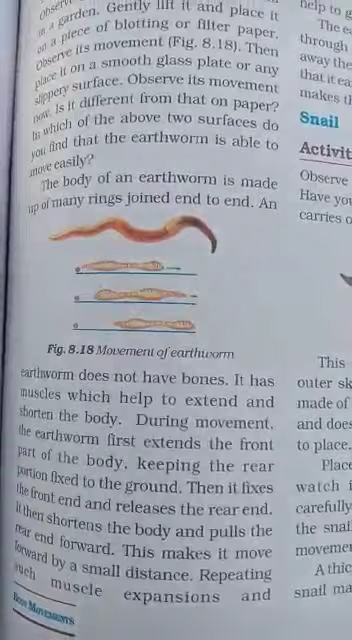 in a garden. Gently lift it and place it
on a piece of blotting or filter paper.
Observe its movement (Fig. 8.18). Then
place it on a smooth glass plate or any
slippery surface. Observe its movement
now. Is it different from that on paper?
In which of the above two surfaces do
you find that the earthworm is able to
move easily?
The body of an earthworm is made
up of many rings joined end to end. An
Fig. 8.18 Movement of earthworm
earthworm does not have bones. It has
muscles which help to extend and
shorten the body. During movement,
the earthworm first extends the front
part of the body, keeping the rear
portion fixed to the ground. Then it fixes
the front end and releases the rear end.
It then shortens the body and pulls the
rear end forward. This makes it move
forward by a small distance. Repeating
such muscle expansions and
BODY MOVEMENTS
help to
The
through
away the
that it
makes
Snail
Observe
Have
carries
This
outer
made of
and does
to place.
Place
watch
carefully
the
A
snail